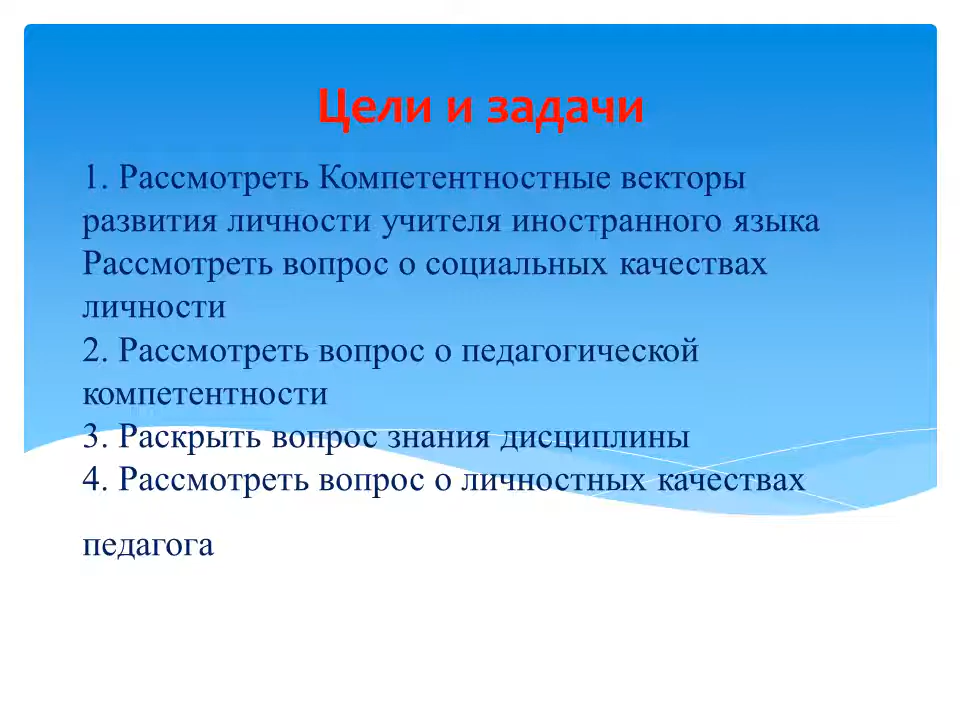 Цели и задачи
1. Рассмотреть Компетентностные векторы
развития личности учителя иностранного языка
Рассмотреть вопрос о социальных качествах
личности
2. Рассмотреть вопрос о педагогической
компетентности
3. Раскрыть вопрос знания дисциплины
4. Рассмотреть вопрос о личностных качествах
педагога